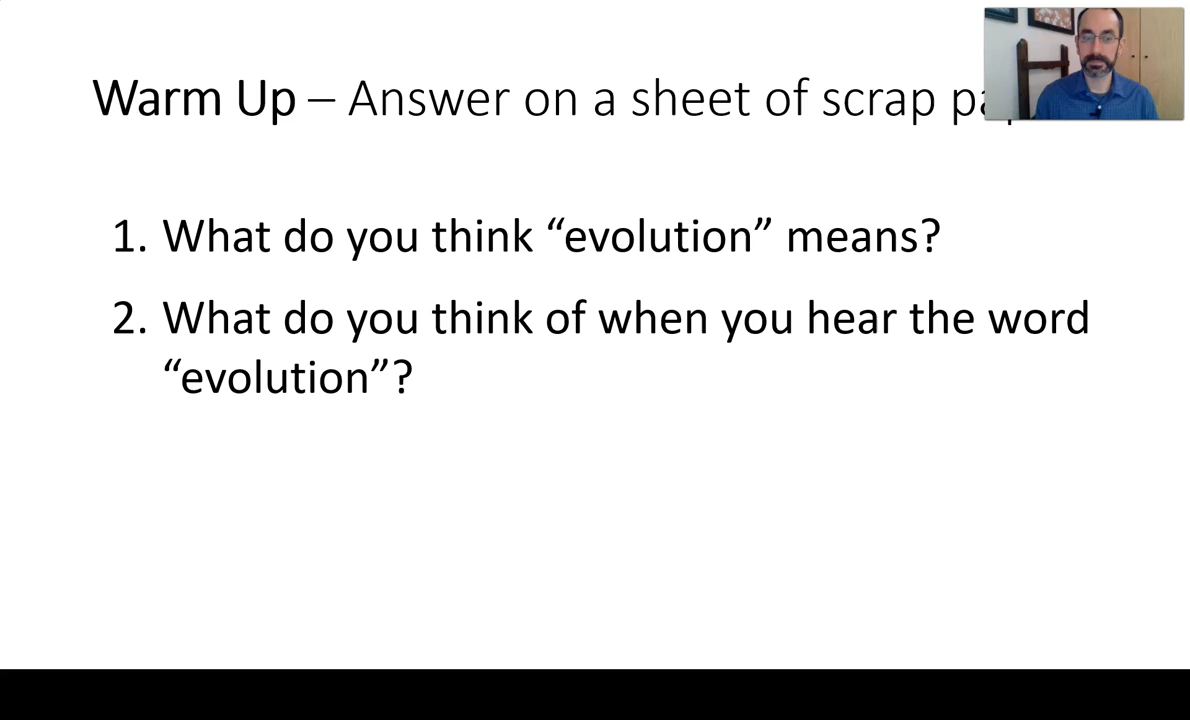 Warm Up – Answer on a sheet of scrap
1. What do you think “evolution” means?
2. What do you think of when you hear the word
“evolution”?